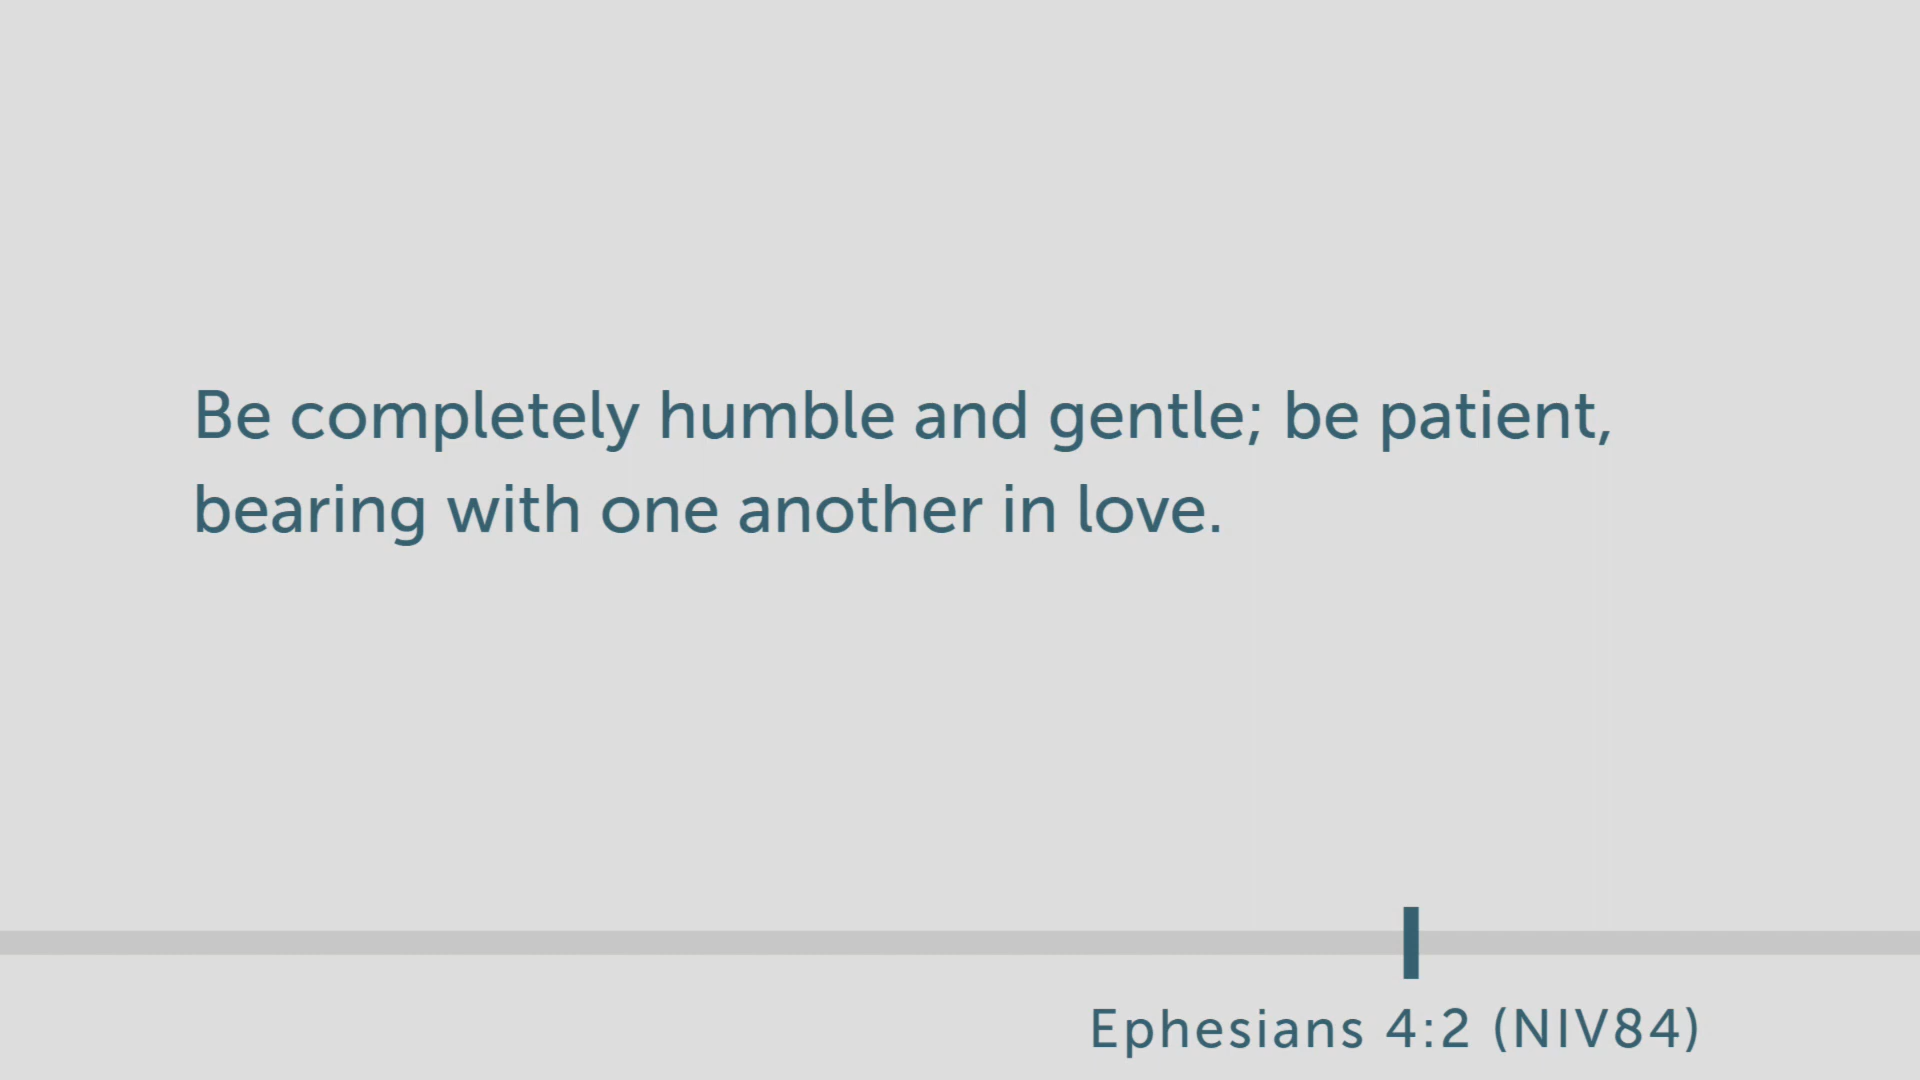 Be completely humble and gentle; be patient,
bearing with one another in love.
Ephesians 4:2 (NIV84)